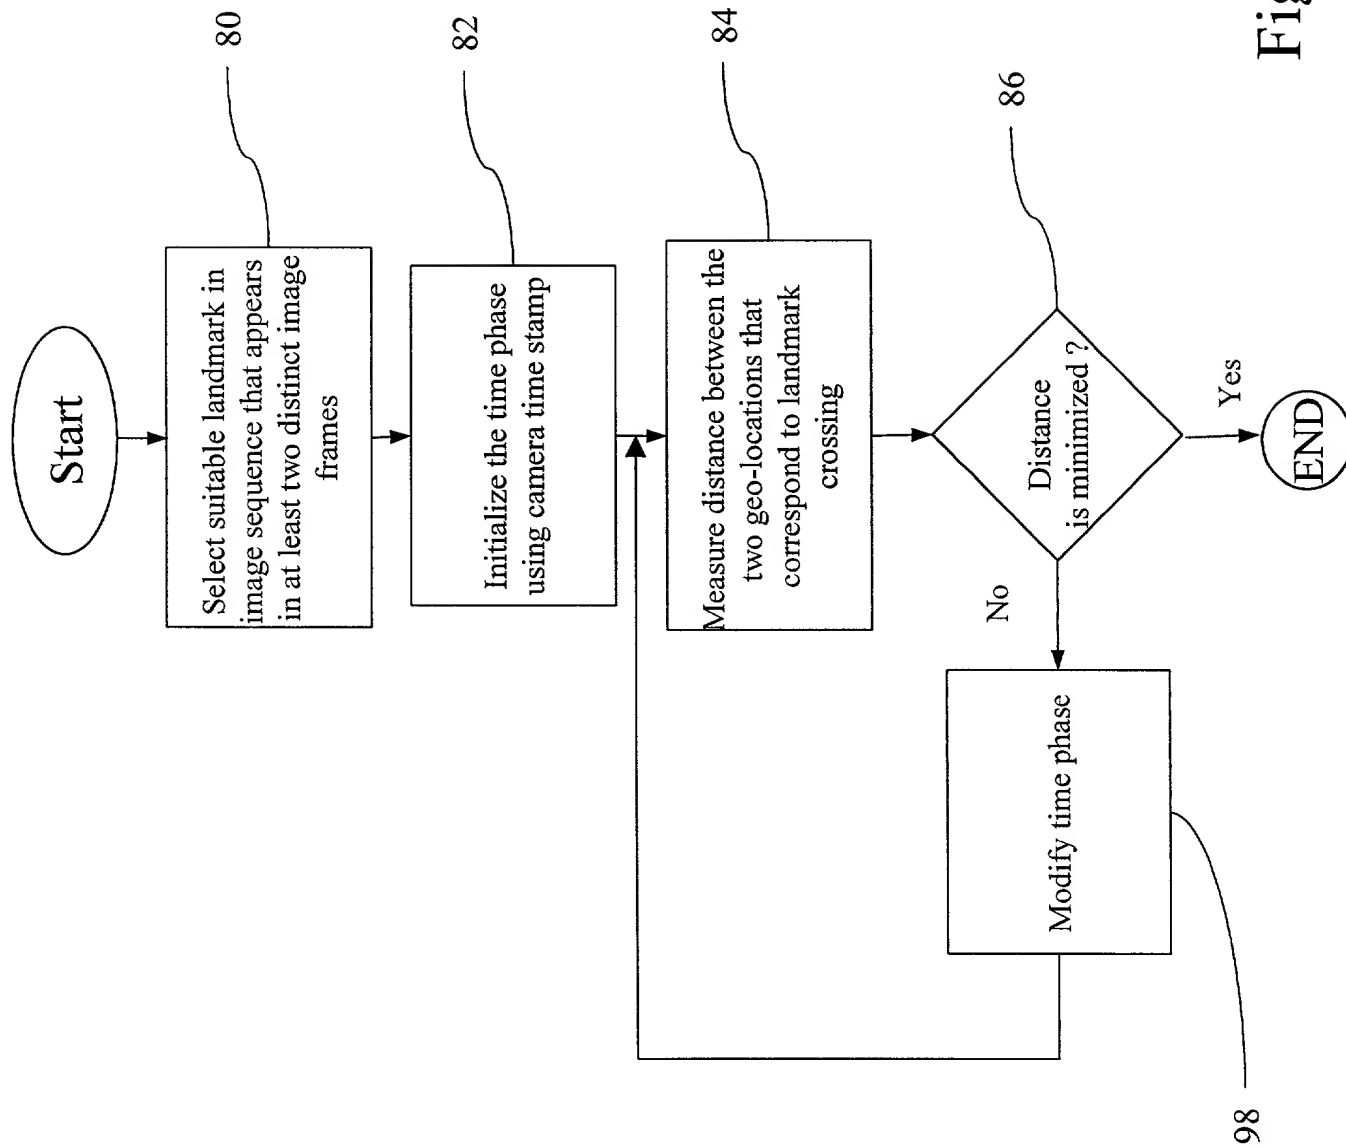 Start
80
Select suitable landmark in
image sequence that appears
in at least two distinct image
frames
82
Initialize the time phase
using camera time stamp
84
Measure distance between the
two geo-locations that
correspond to landmark
crossing
86
Distance
is minimized ?
No
Yes
Modify time phase
98
END
Fig